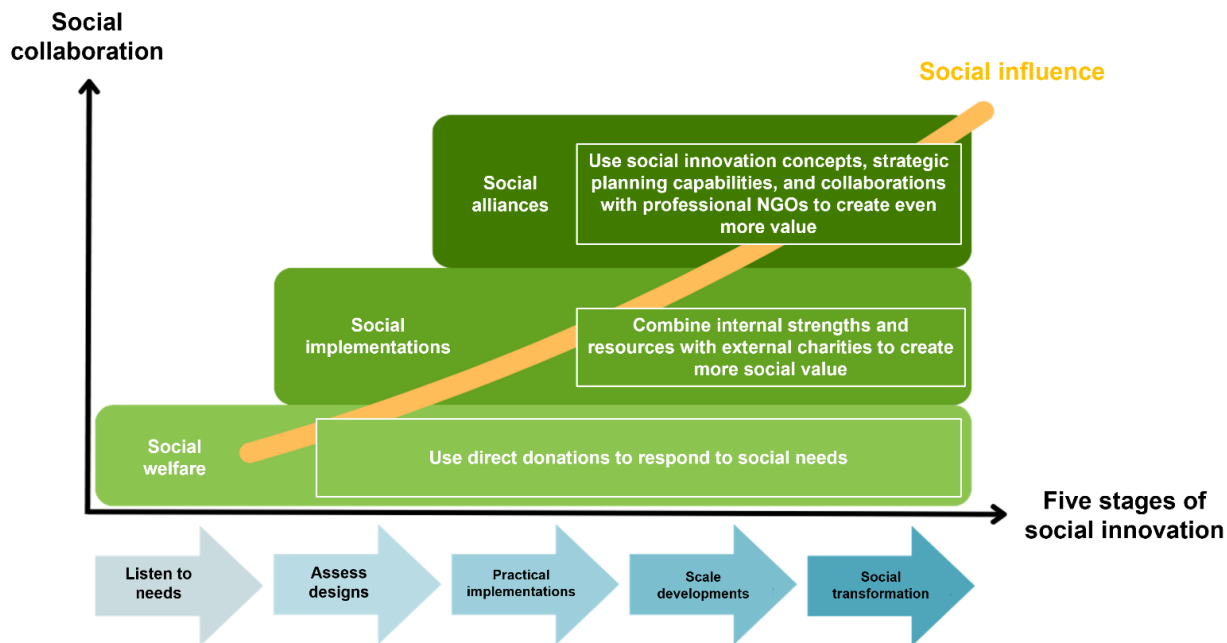 Social
collaboration
Social influence
Social
alliances
Use social innovation concepts, strategic
planning capabilities, and collaborations
with professional NGOs to create even
more value
Social
implementations
Combine internal strengths and
resources with external charities to create
more social value
Social
welfare
Use direct donations to respond to social needs
Five stages of
social innovation
Listen to
needs
Assess
designs
Practical
implementations
Scale
developments
Social
transformation